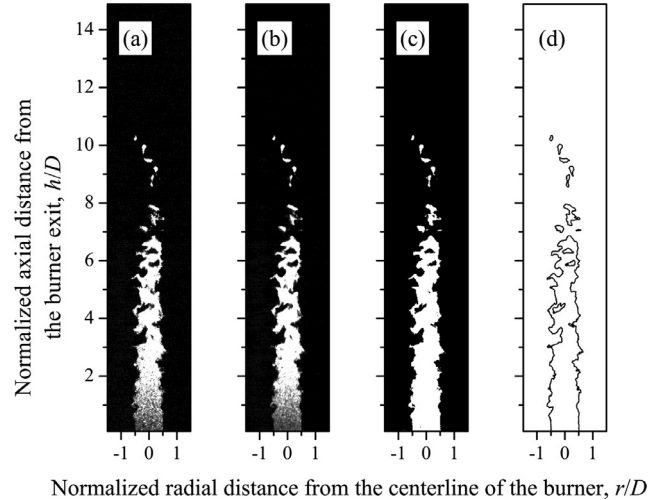 (a) (b) (c) (d)
14
12
10
8
6
4
2
Normalized axial distance from
the burner exit, h/D
-1 0 1 -1 0 1 -1 0 1 -1 0 1
Normalized radial distance from the centerline of the burner, r/D